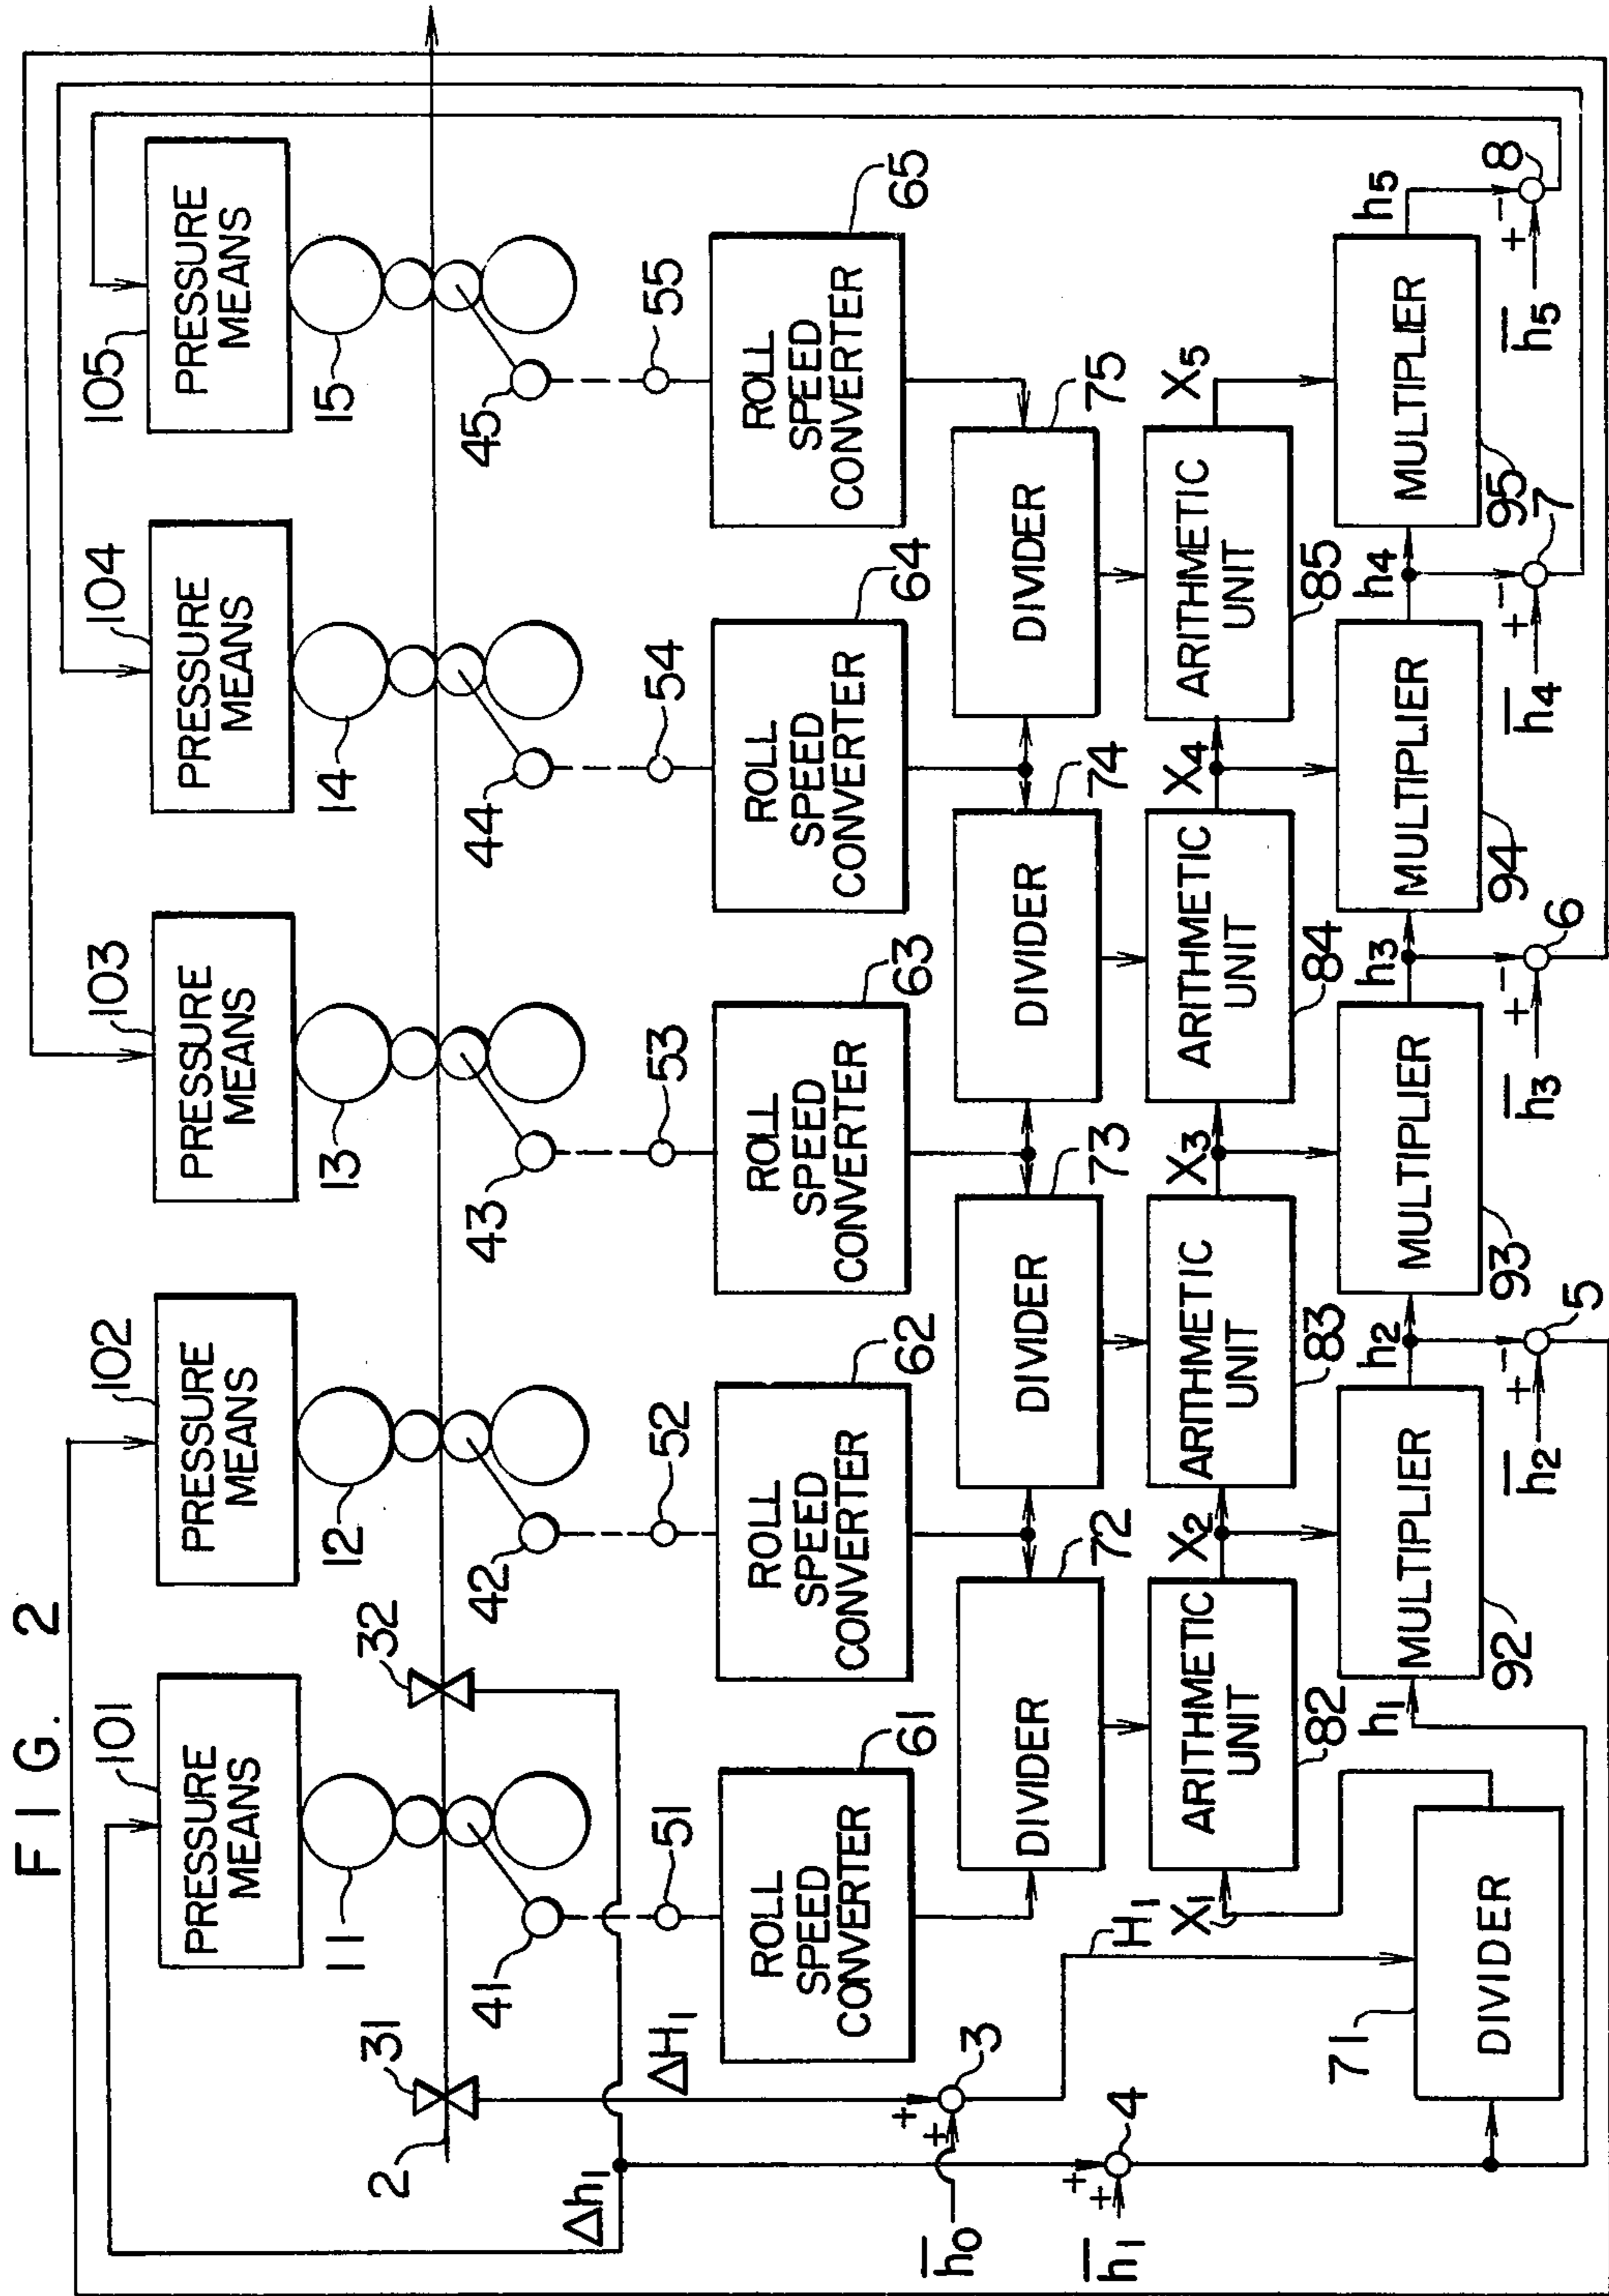 FIG. 2
101
PRESSURE
MEANS
102
PRESSURE
MEANS
103
PRESSURE
MEANS
104
PRESSURE
MEANS
105
PRESSURE
MEANS
11
12
13
14
15
31
32
2
41
42
43
44
45
51
52
53
54
55
Δh1
ΔH1
61
ROLL
SPEED
CONVERTER
62
ROLL
SPEED
CONVERTER
63
ROLL
SPEED
CONVERTER
64
ROLL
SPEED
CONVERTER
65
ROLL
SPEED
CONVERTER
+
+
3
h̅0
72
DIVIDER
73
DIVIDER
74
DIVIDER
75
DIVIDER
+
+
4
h̅1
H1
X1
X2
X3
X4
X5
ARITHMETIC
UNIT
82
ARITHMETIC
UNIT
83
ARITHMETIC
UNIT
84
ARITHMETIC
UNIT
85
71
DIVIDER
h1
MULTIPLIER
92
h2
MULTIPLIER
93
h3
MULTIPLIER
94
h4
MULTIPLIER
95
h5
+
-
5
h̅2
+
-
6
h̅3
+
-
7
h̅4
+
-
8
h̅5